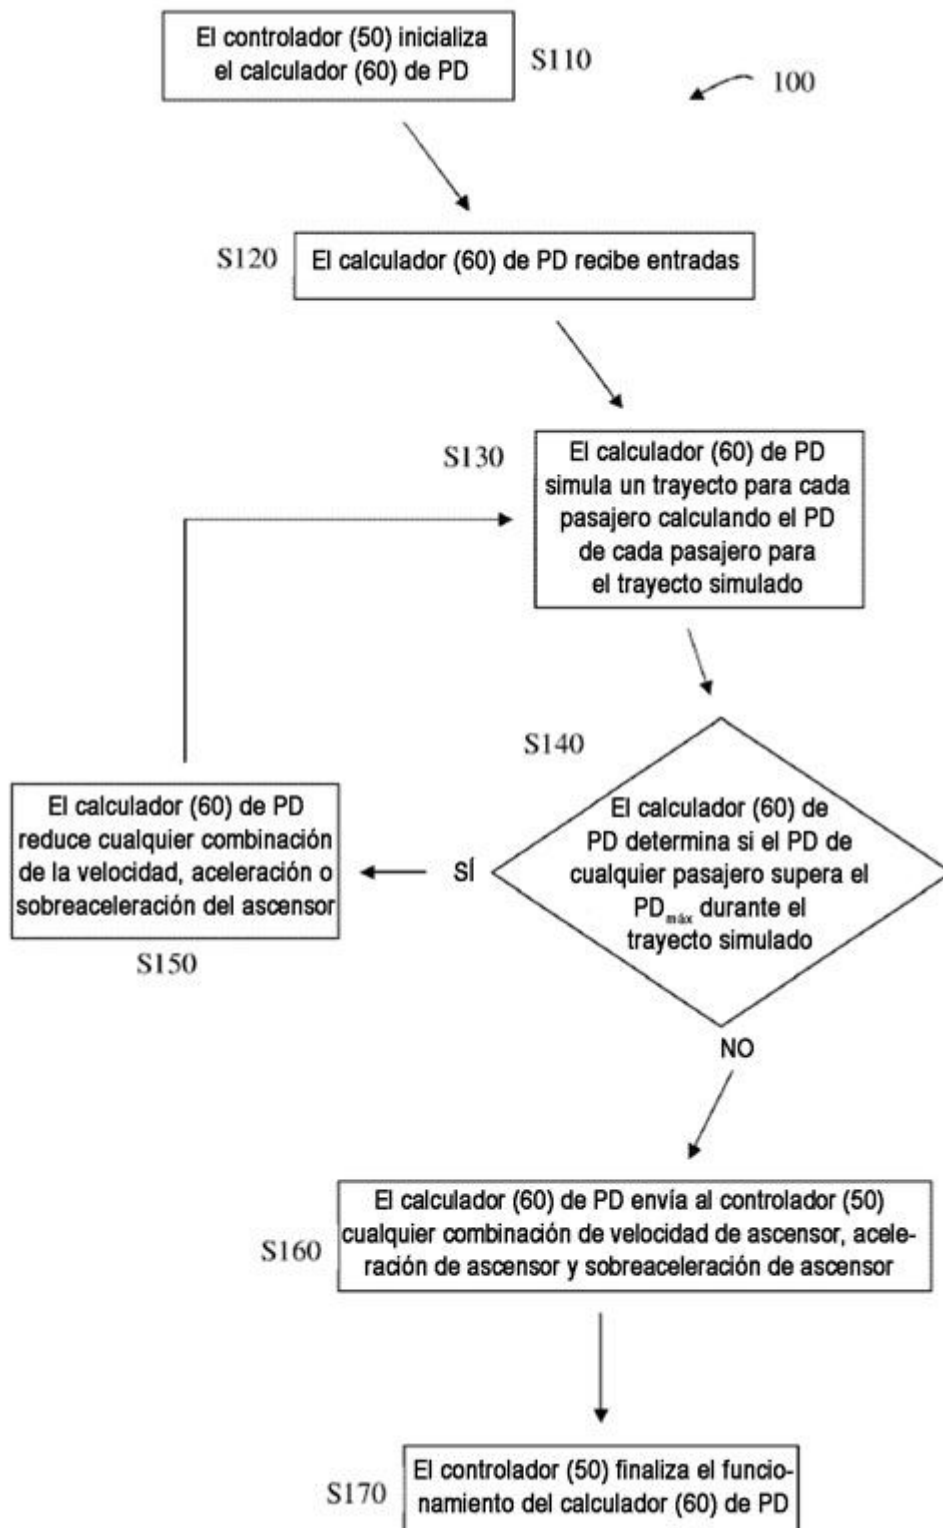 El controlador (50) inicializa
el calculador (60) de PD
S110
100
S120
El calculador (60) de PD recibe entradas
S130
El calculador (60) de PD
simula un trayecto para cada
pasajero calculando el PD
de cada pasajero para
el trayecto simulado
S140
El calculador (60) de
PD determina si el PD de
cualquier pasajero supera el
PDmáx durante el
trayecto simulado
SÍ
El calculador (60) de PD
reduce cualquier combinación
de la velocidad, aceleración o
sobreaceleración del ascensor
S150
NO
El calculador (60) de PD envía al controlador (50)
cualquier combinación de velocidad de ascensor, acele-
ración de ascensor y sobreaceleración de ascensor
S160
S170
El controlador (50) finaliza el funcio-
namiento del calculador (60) de PD